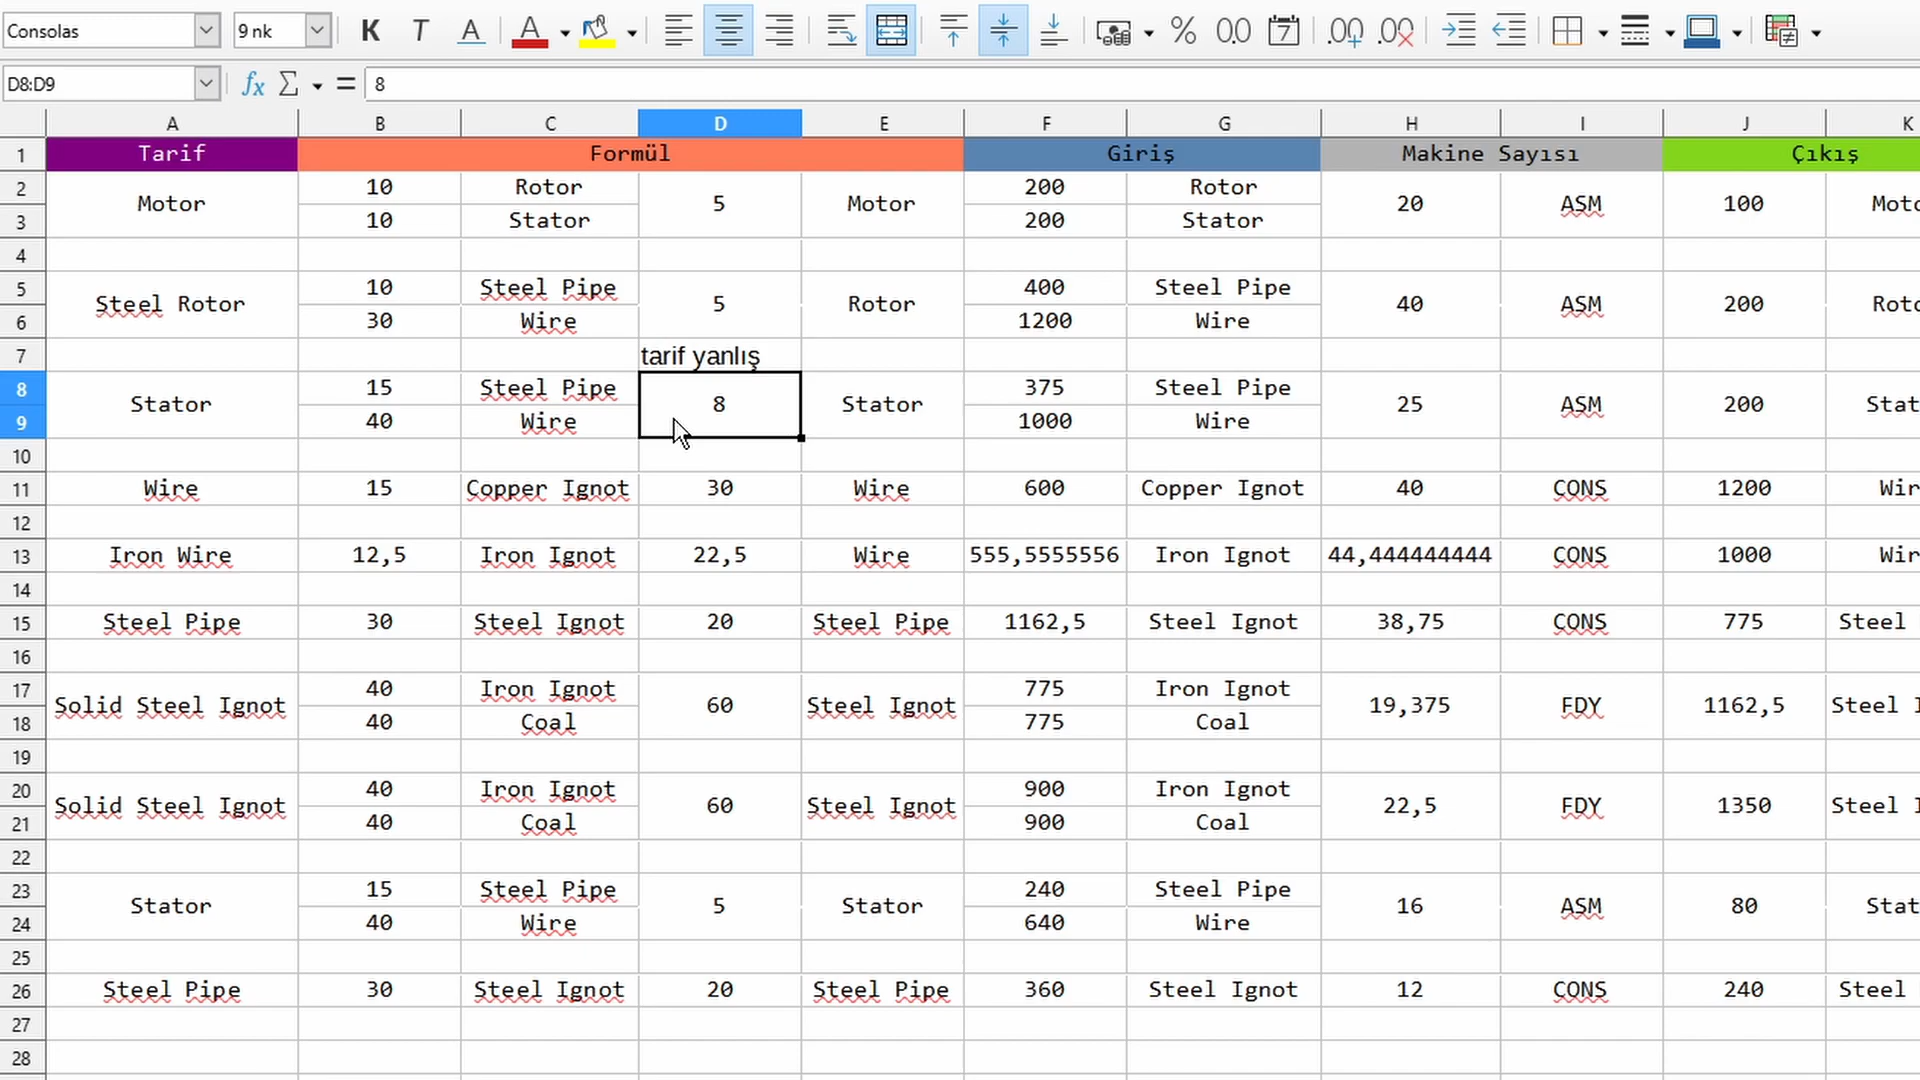 Consolas 9 nk K T A A % 0,0 7 .00 .00
D8:D9 fx Σ = 8
A B C D E F G H I J K
1 Tarif Formül Giriş Makine Sayısı Çıkış
2 Motor 10 Rotor 5 Motor 200 Rotor 20 ASM 100 Moto
3 10 Stator 200 Stator
4
5 Steel Rotor 10 Steel Pipe 5 Rotor 400 Steel Pipe 40 ASM 200 Roto
6 30 Wire 1200 Wire
7 tarif yanlış
8 Stator 15 Steel Pipe 8 Stator 375 Steel Pipe 25 ASM 200 Stat
9 40 Wire 1000 Wire
10
11 Wire 15 Copper Ignot 30 Wire 600 Copper Ignot 40 CONS 1200 Wir
12
13 Iron Wire 12,5 Iron Ignot 22,5 Wire 555,5555556 Iron Ignot 44,444444444 CONS 1000 Wir
14
15 Steel Pipe 30 Steel Ignot 20 Steel Pipe 1162,5 Steel Ignot 38,75 CONS 775 Steel
16
17 Solid Steel Ignot 40 Iron Ignot 60 Steel Ignot 775 Iron Ignot 19,375 FDY 1162,5 Steel I
18 40 Coal 775 Coal
19
20 Solid Steel Ignot 40 Iron Ignot 60 Steel Ignot 900 Iron Ignot 22,5 FDY 1350 Steel I
21 40 Coal 900 Coal
22
23 Stator 15 Steel Pipe 5 Stator 240 Steel Pipe 16 ASM 80 Stat
24 40 Wire 640 Wire
25
26 Steel Pipe 30 Steel Ignot 20 Steel Pipe 360 Steel Ignot 12 CONS 240 Steel
27
28